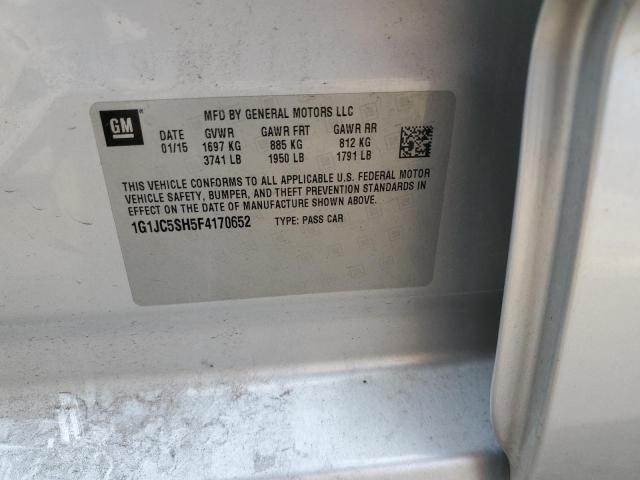 GM
MFD BY GENERAL MOTORS LLC
DATE GVWR GAWR FRT GAWR RR
01/15 1697 KG 885 KG 812 KG
3741 LB 1950 LB 1791 LB
THIS VEHICLE CONFORMS TO ALL APPLICABLE U.S. FEDERAL MOTOR
VEHICLE SAFETY, BUMPER, AND THEFT PREVENTION STANDARDS IN
EFFECT ON THE DATE OF MANUFACTURE SHOWN ABOVE.
1G1JC5SH5F4170652 TYPE: PASS CAR